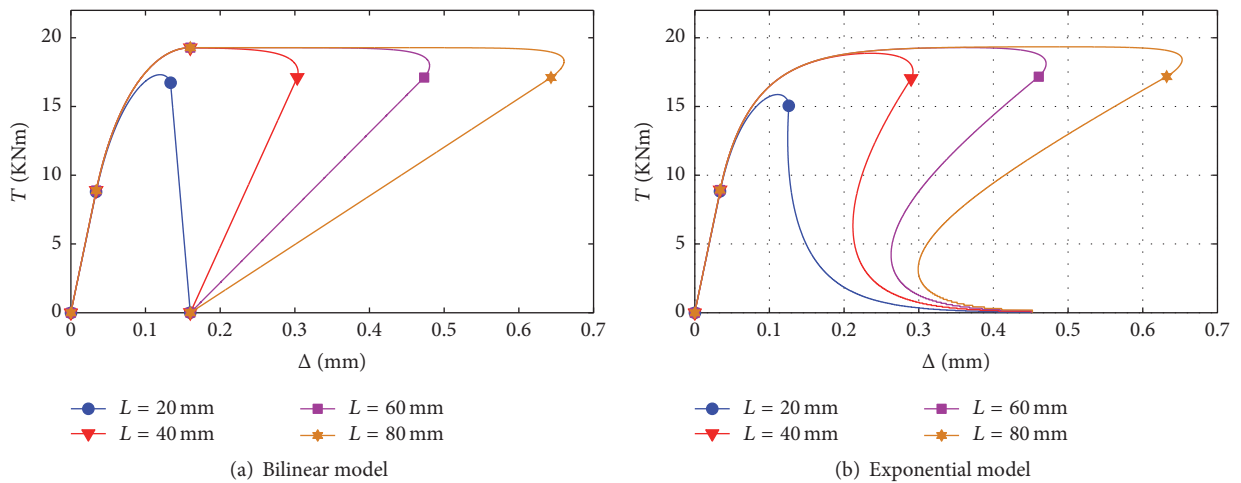 20
15
10
5
0
T (KNm)
0 0.1 0.2 0.3 0.4 0.5 0.6 0.7
Δ (mm)
L = 20 mm L = 60 mm
L = 40 mm L = 80 mm
(a) Bilinear model
20
15
10
5
0
T (KNm)
0 0.1 0.2 0.3 0.4 0.5 0.6 0.7
Δ (mm)
L = 20 mm L = 60 mm
L = 40 mm L = 80 mm
(b) Exponential model